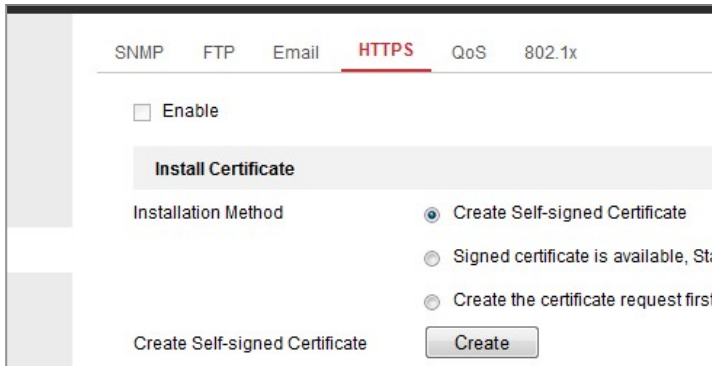 SNMP FTP Email HTTPS QoS 802.1x
Enable
Install Certificate
Installation Method Create Self-signed Certificate
Signed certificate is available,
Create the certificate request first
Create Self-signed Certificate Create